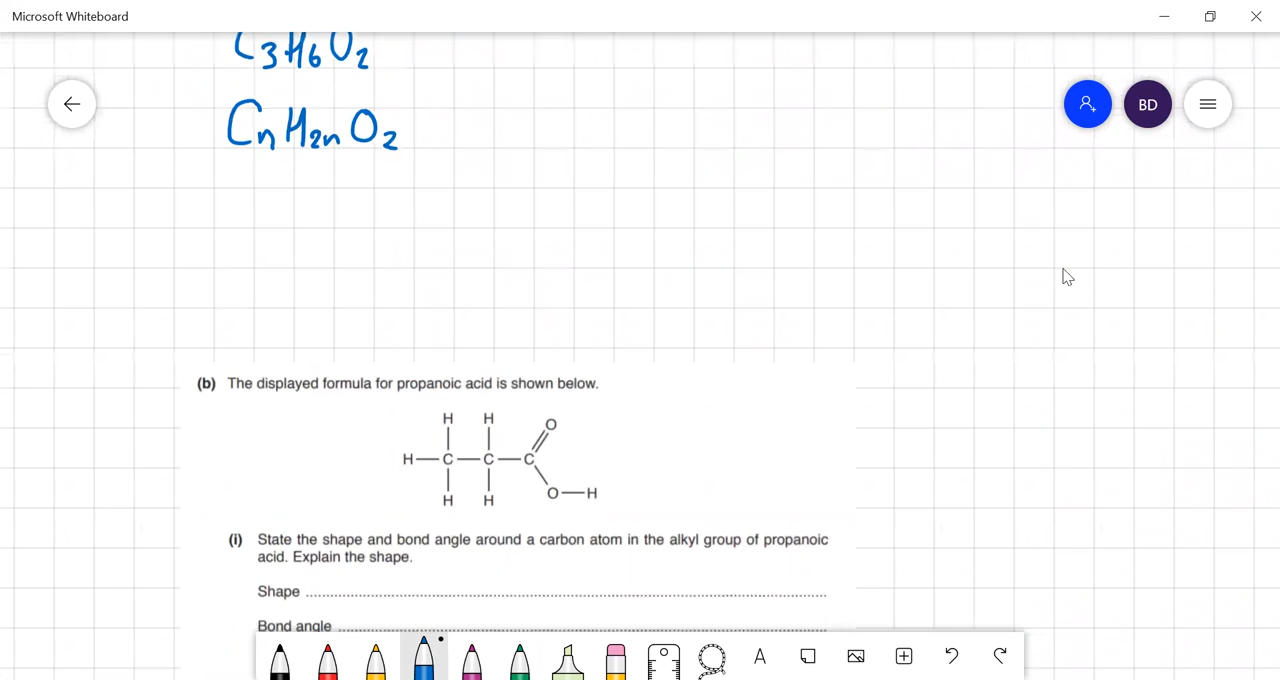 Microsoft Whiteboard
C3H6O2
CnH2nO2
BD
(b) The displayed formula for propanoic acid is shown below.
H H O
H—C—C—C
H H O—H
(i) State the shape and bond angle around a carbon atom in the alkyl group of propanoic
acid. Explain the shape.
Shape ..........................................................................................................
Bond angle ..................................................................................................
A